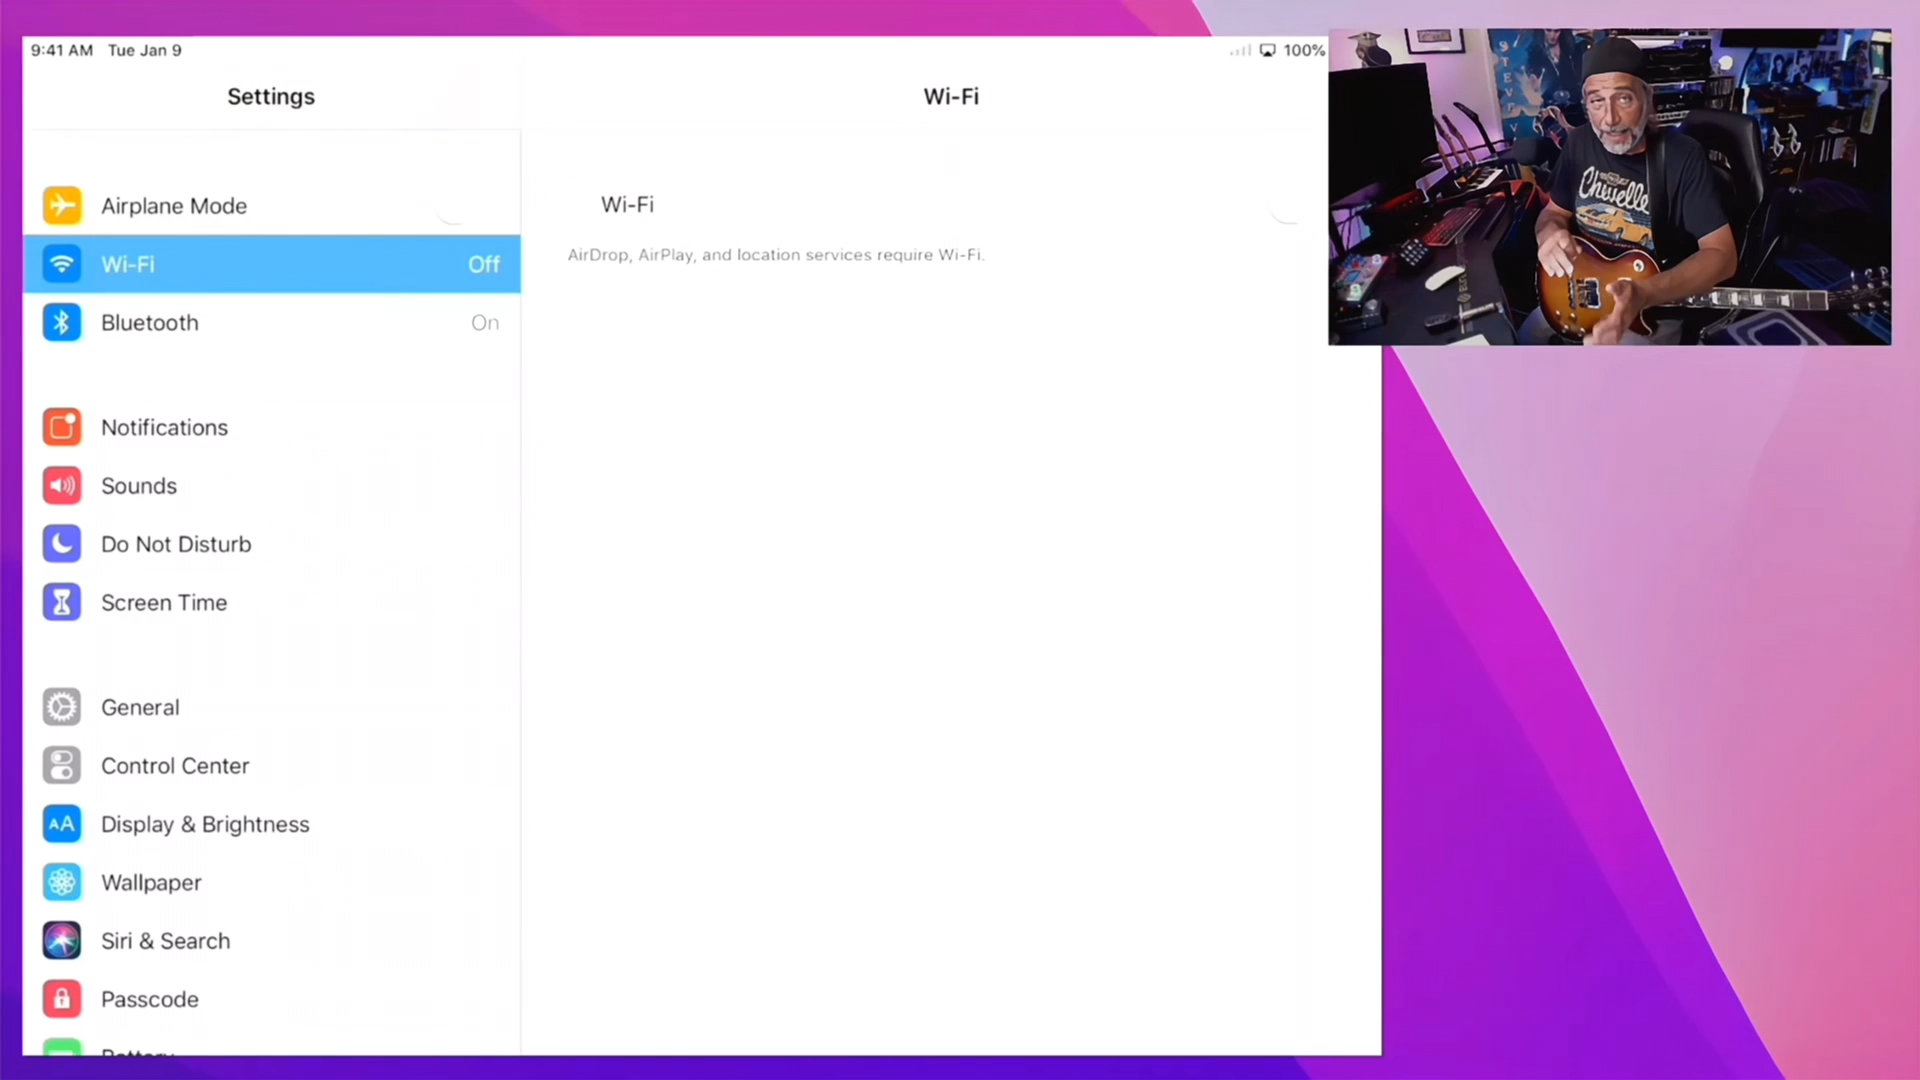 9:41 AM Tue Jan 9
100%
Settings
Wi-Fi
Airplane Mode
Wi-Fi Off
Bluetooth On
Notifications
Sounds
Do Not Disturb
Screen Time
General
Control Center
Display & Brightness
AA
Wallpaper
Siri & Search
Passcode
Battery
Wi-Fi
AirDrop, AirPlay, and location services require Wi-Fi.
Chevelle